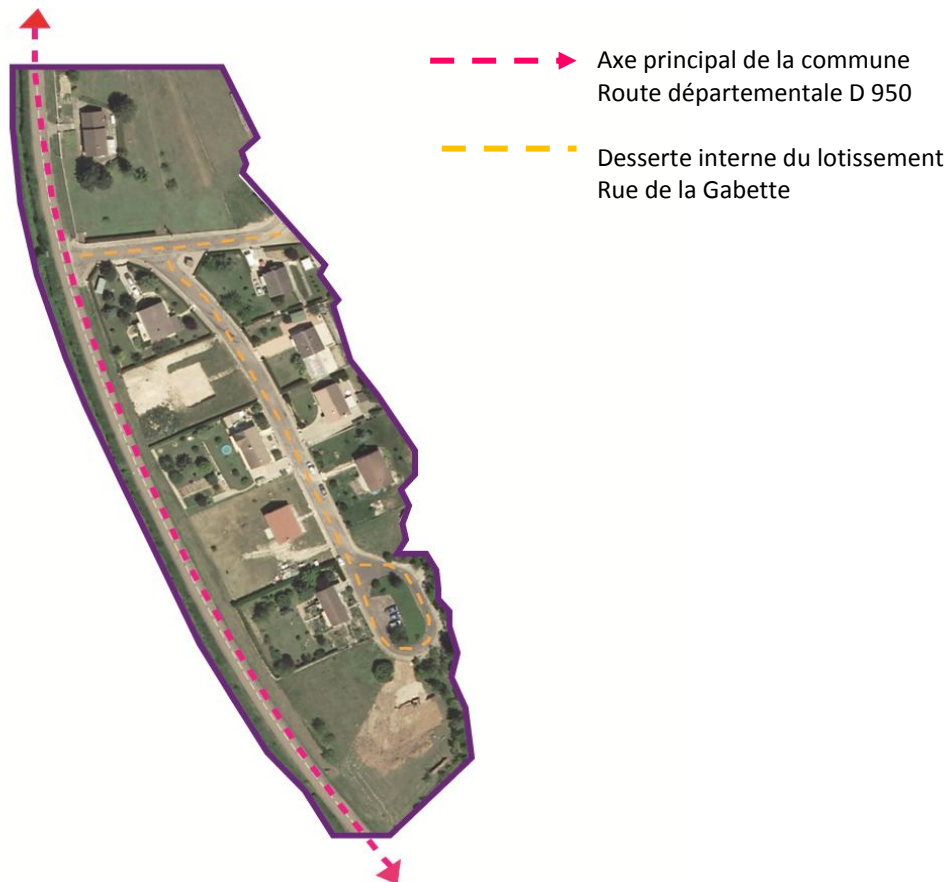 Axe principal de la commune
Route départementale D 950
Desserte interne du lotissement
Rue de la Gabette